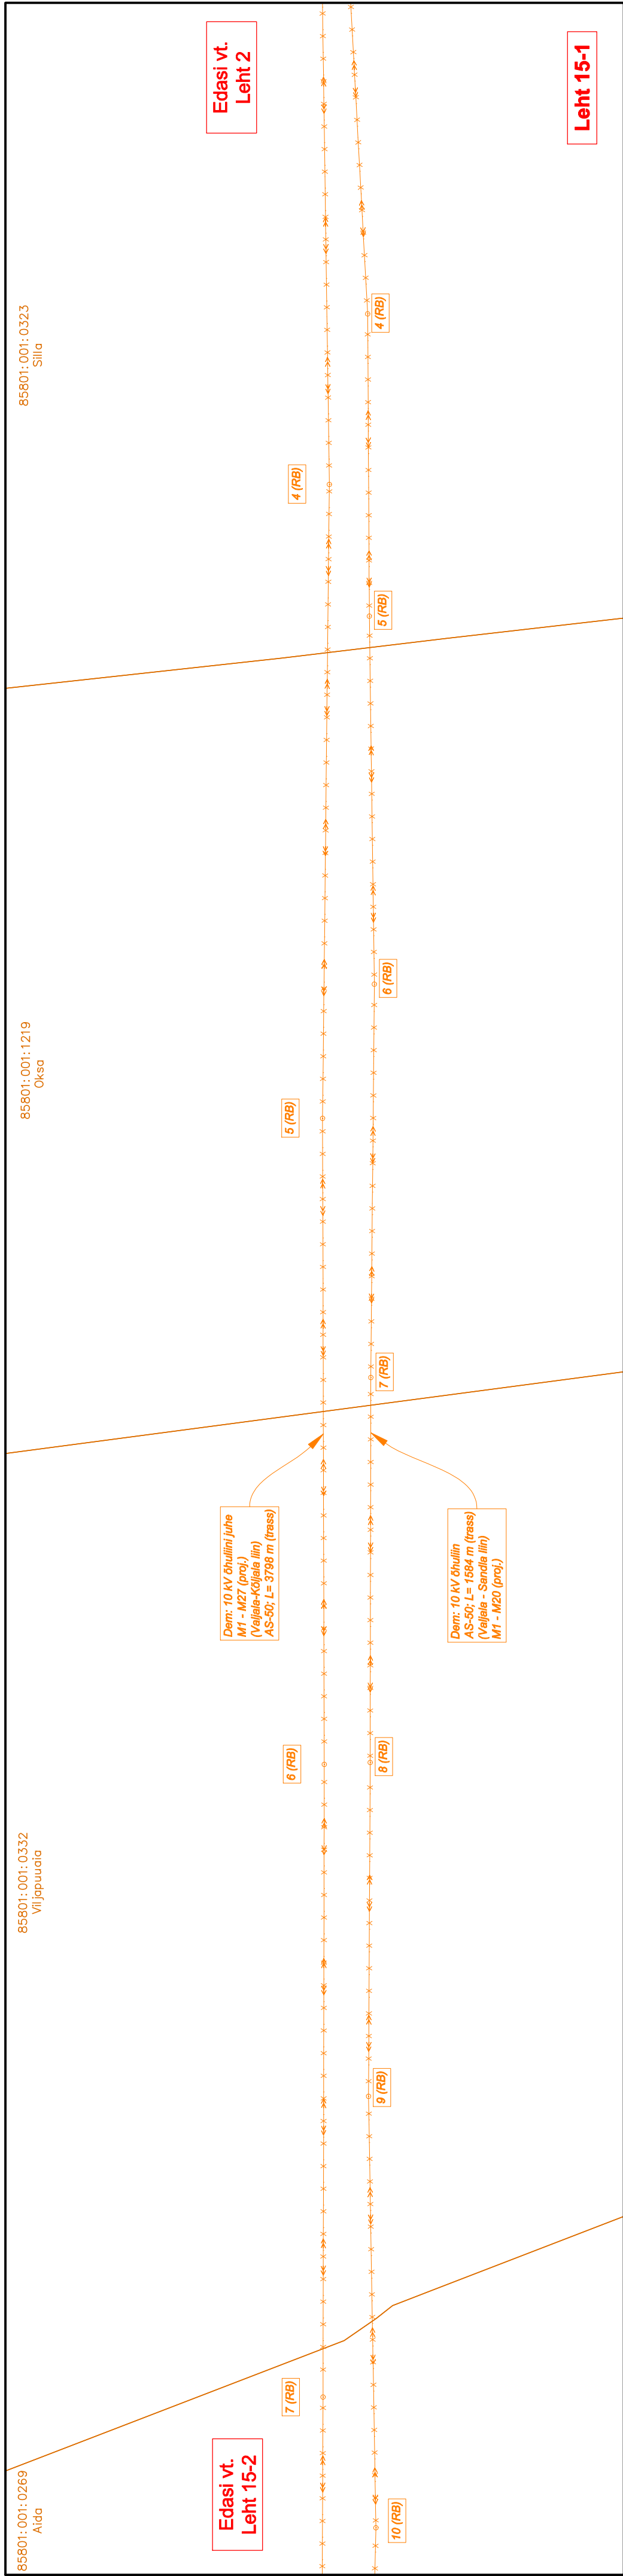 85801:001:0269
Aida
85801:001:0332
Viljapuuaia
85801:001:1219
Oksa
85801:001:0323
Silla
Edasi vt.
Leht 15-2
Edasi vt.
Leht 2
7 (RB)
6 (RB)
5 (RB)
4 (RB)
Dem: 10 kV õhuliini juhe
M1 - M27 (proj.)
(Valjala-Kõljala liin)
AS-50; L= 3798 m (trass)
10 (RB)
9 (RB)
8 (RB)
7 (RB)
6 (RB)
5 (RB)
4 (RB)
Dem: 10 kV õhuliin
AS-50; L= 1584 m (trass)
(Valjala - Sandla liin)
M1 - M20 (proj.)
Leht 15-1